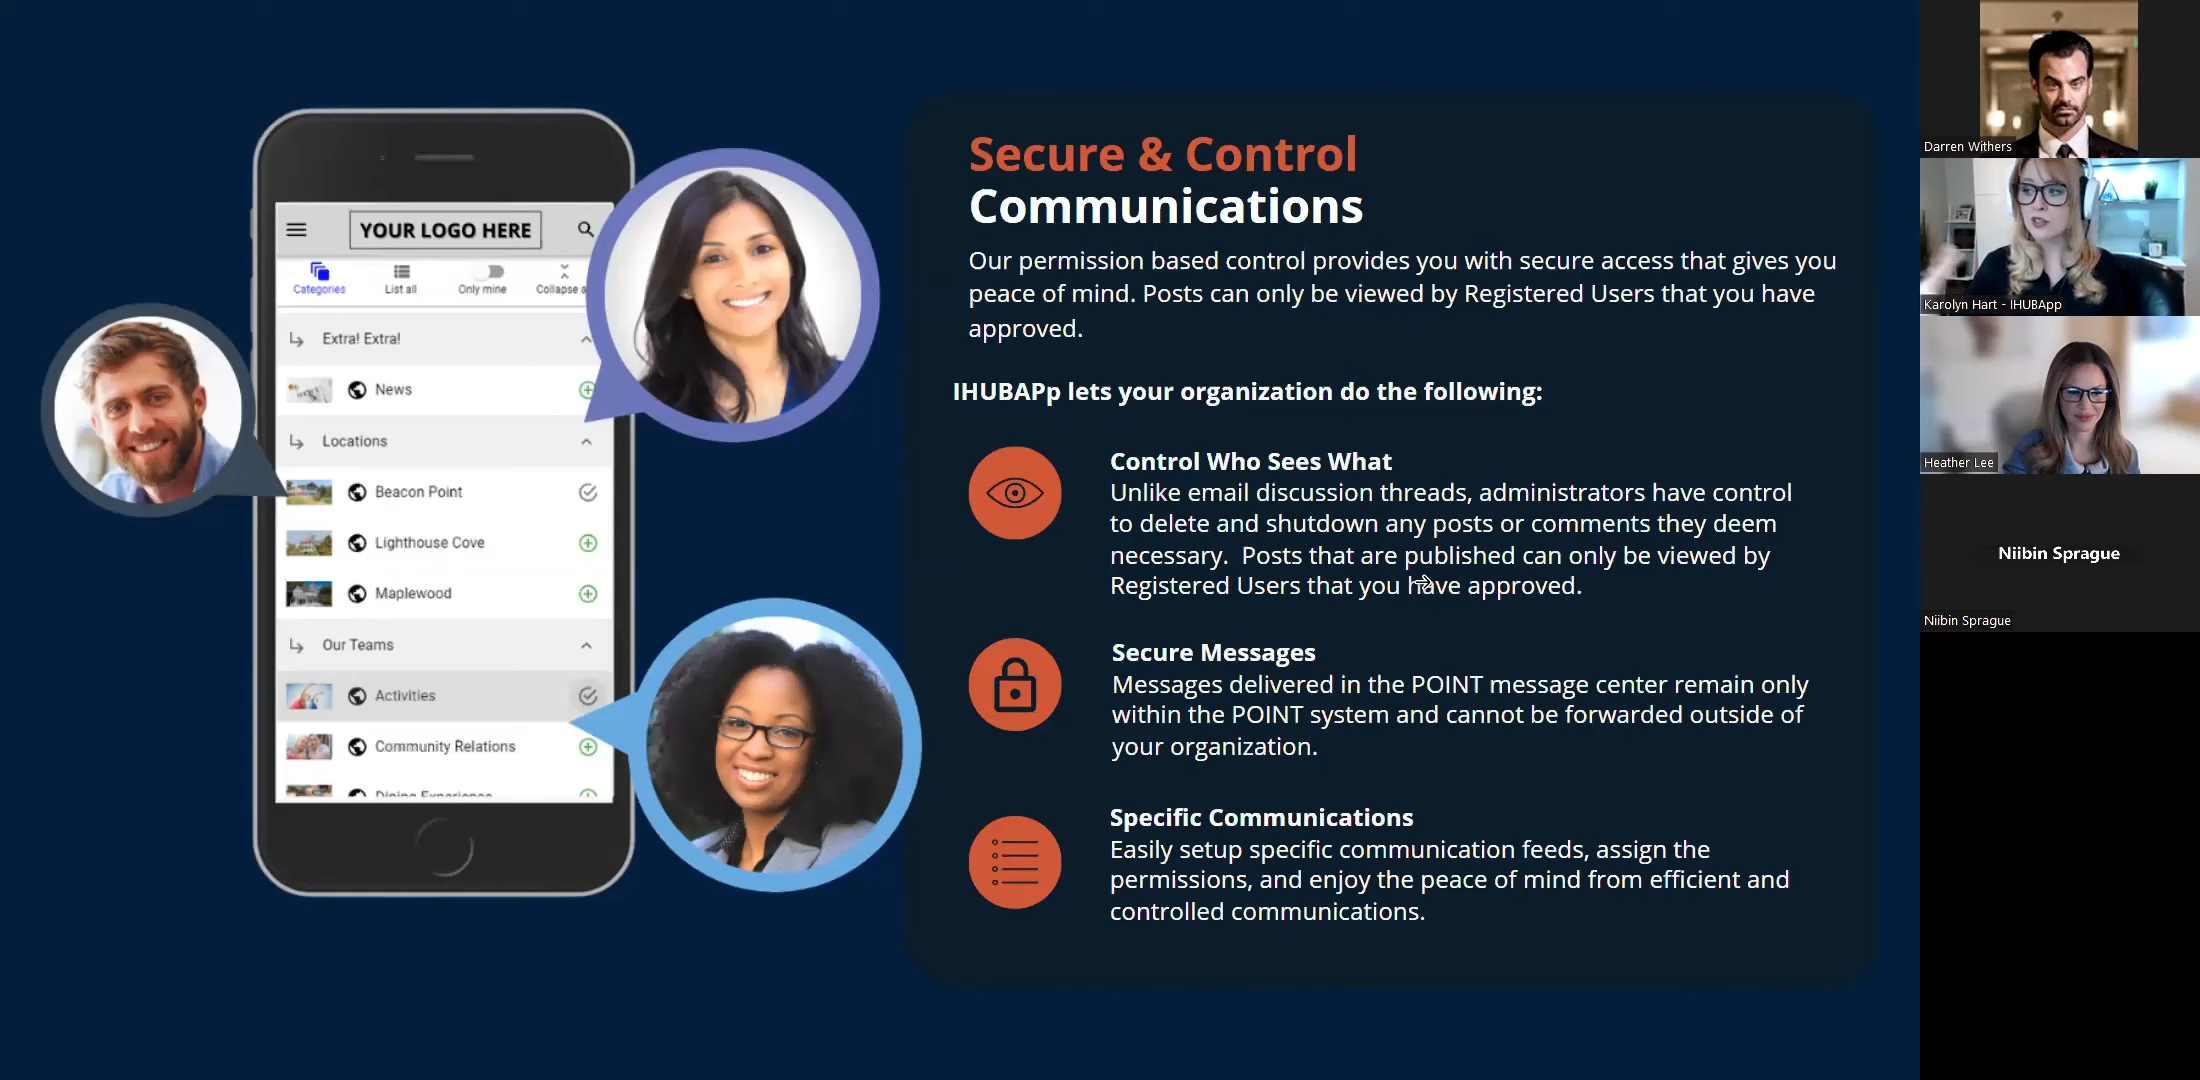 YOUR LOGO HERE
Categories
List all
Only mine
Collapse a
Extra! Extra!
News
Locations
Beacon Point
Lighthouse Cove
Maplewood
Our Teams
Activities
Community Relations
Dining Experience
Secure & Control
Communications
Our permission based control provides you with secure access that gives you
peace of mind. Posts can only be viewed by Registered Users that you have
approved.
IHUBAPp lets your organization do the following:
Control Who Sees What
Unlike email discussion threads, administrators have control
to delete and shutdown any posts or comments they deem
necessary.  Posts that are published can only be viewed by
Registered Users that you have approved.
Secure Messages
Messages delivered in the POINT message center remain only
within the POINT system and cannot be forwarded outside of
your organization.
Specific Communications
Easily setup specific communication feeds, assign the
permissions, and enjoy the peace of mind from efficient and
controlled communications.
Darren Withers
Karolyn Hart - IHUBApp
Heather Lee
Niibin Sprague
Niibin Sprague